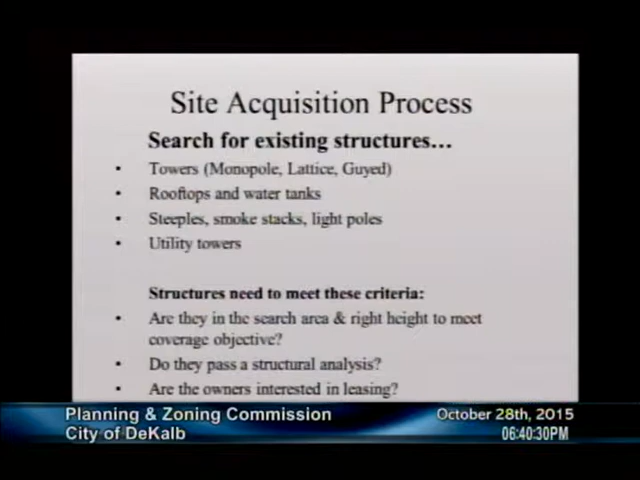 Site Acquisition Process
Search for existing structures...
• Towers (Monopole, Lattice, Guyed)
• Rooftops and water tanks
• Steeples, smoke stacks, light poles
• Utility towers
Structures need to meet these criteria:
• Are they in the search area & right height to meet
coverage objective?
• Do they pass a structural analysis?
• Are the owners interested in leasing?
Planning & Zoning Commission
October 28th, 2015
City of DeKalb
06:40:30PM